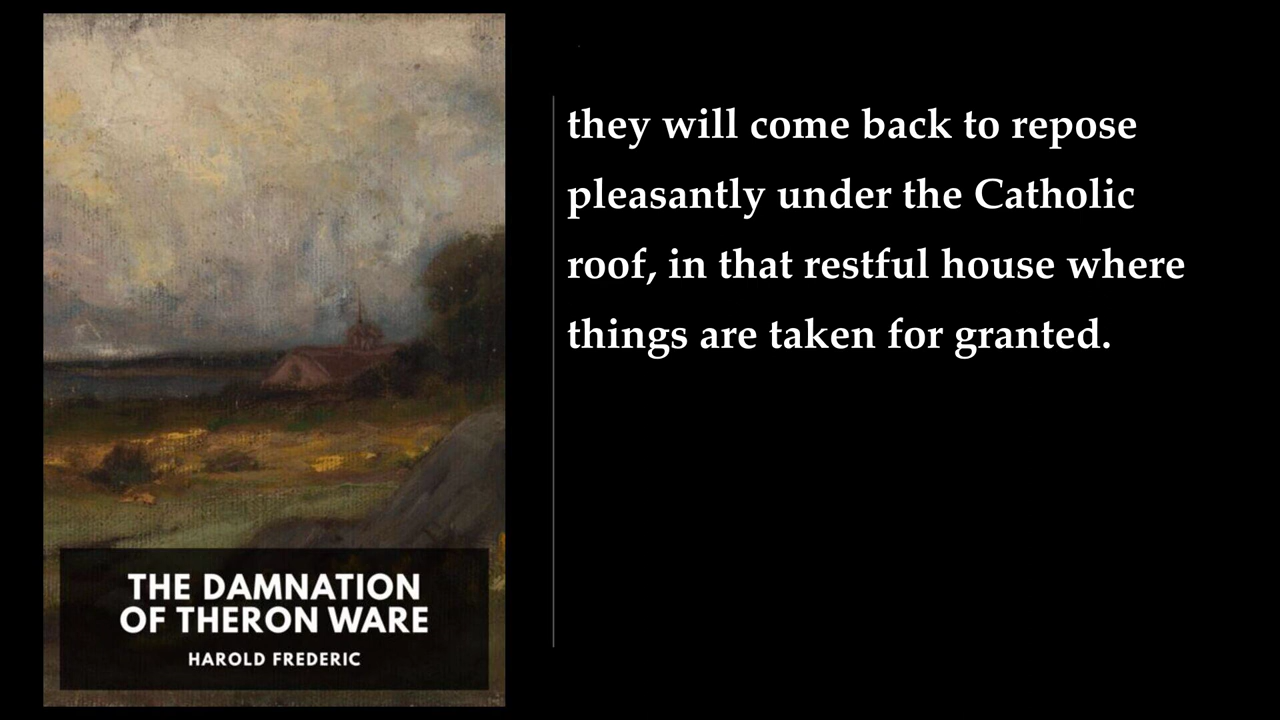 they will come back to repose
pleasantly under the Catholic
roof, in that restful house where
things are taken for granted.
THE DAMNATION
OF THERON WARE
HAROLD FREDERIC